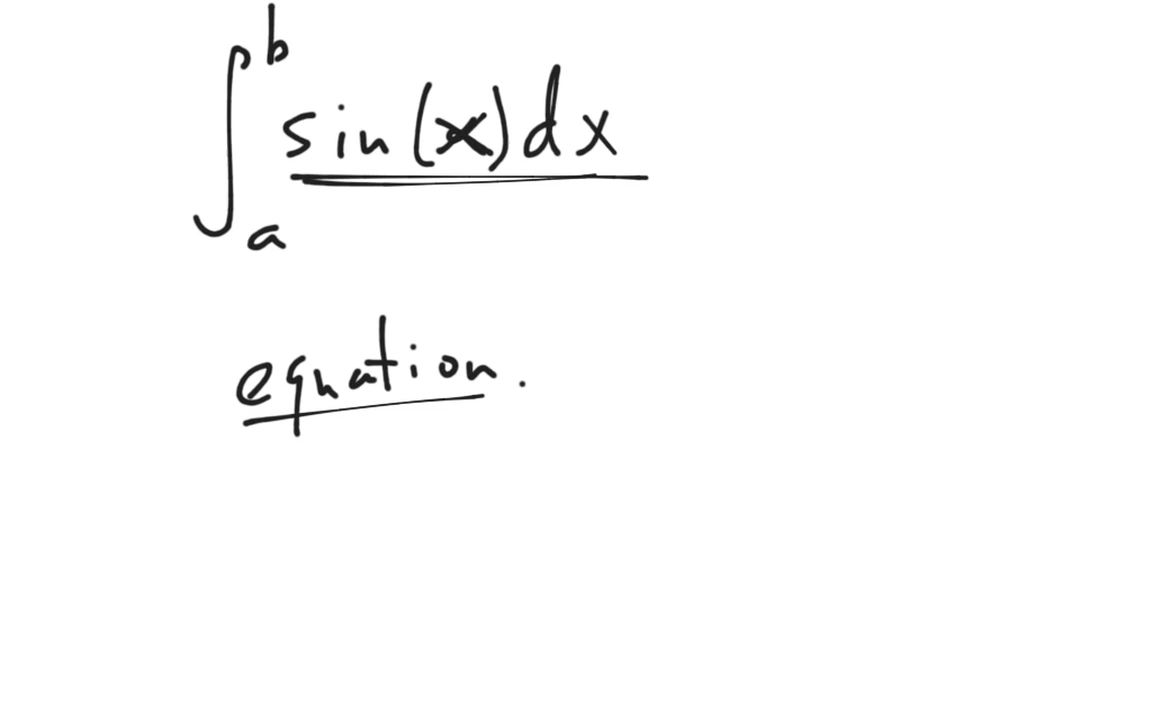 ∫_a^b sin(x)dx
equation.